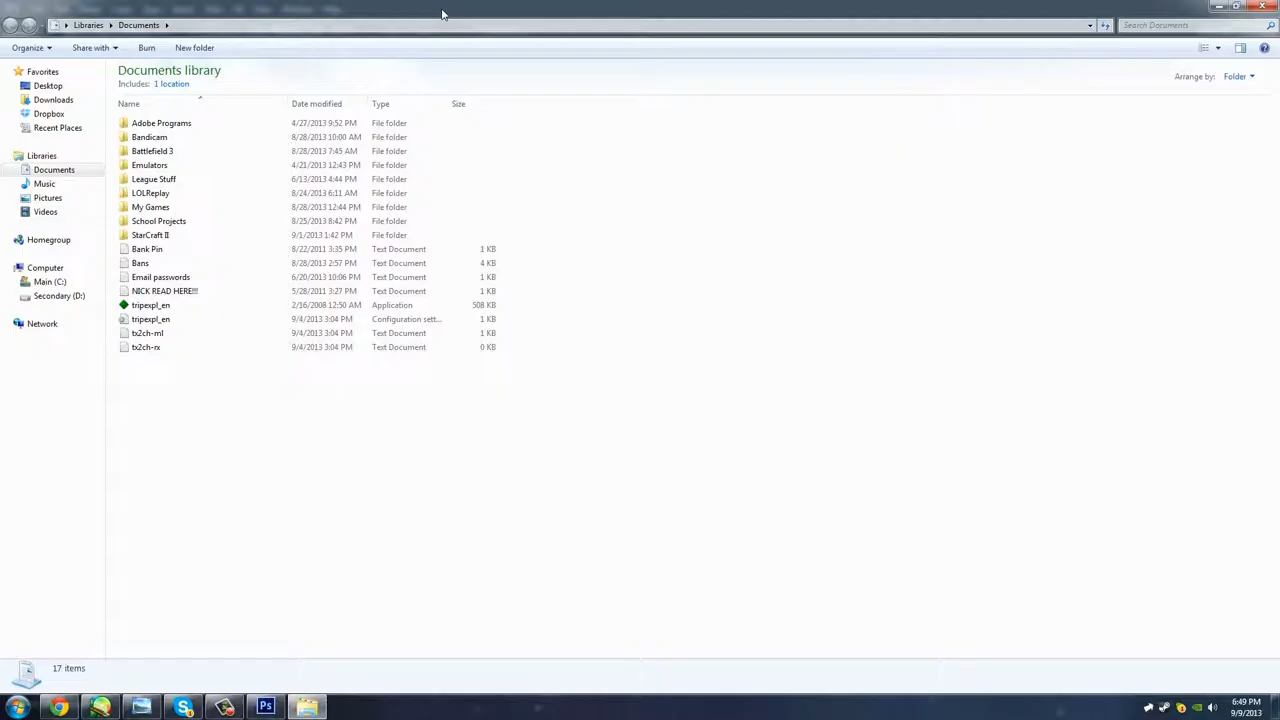 Libraries Documents
Search Documents
Organize Share with Burn New folder
Documents library
Includes: 1 location
Arrange by: Folder
Name Date modified Type Size
Favorites
Desktop
Downloads
Dropbox
Recent Places
Libraries
Documents
Music
Pictures
Videos
Homegroup
Computer
Main (C:)
Secondary (D:)
Network
Adobe Programs 4/27/2013 9:52 PM File folder
Bandicam 8/28/2013 10:00 AM File folder
Battlefield 3 8/28/2013 7:45 AM File folder
Emulators 4/21/2013 12:43 PM File folder
League Stuff 6/13/2013 4:44 PM File folder
LOLReplay 8/24/2013 6:11 AM File folder
My Games 8/28/2013 12:44 PM File folder
School Projects 8/25/2013 8:42 PM File folder
StarCraft II 9/1/2013 1:42 PM File folder
Bank Pin 8/22/2011 3:35 PM Text Document 1 KB
Bans 8/28/2013 2:57 PM Text Document 4 KB
Email passwords 6/20/2013 10:06 PM Text Document 1 KB
NICK READ HERE!!! 5/28/2011 3:27 PM Text Document 1 KB
tripexpl_en 2/16/2008 12:50 AM Application 508 KB
tripexpl_en 9/4/2013 3:04 PM Configuration sett... 1 KB
tx2ch-ml 9/4/2013 3:04 PM Text Document 1 KB
tx2ch-rx 9/4/2013 3:04 PM Text Document 0 KB
17 items
Ps
6:49 PM
9/9/2013